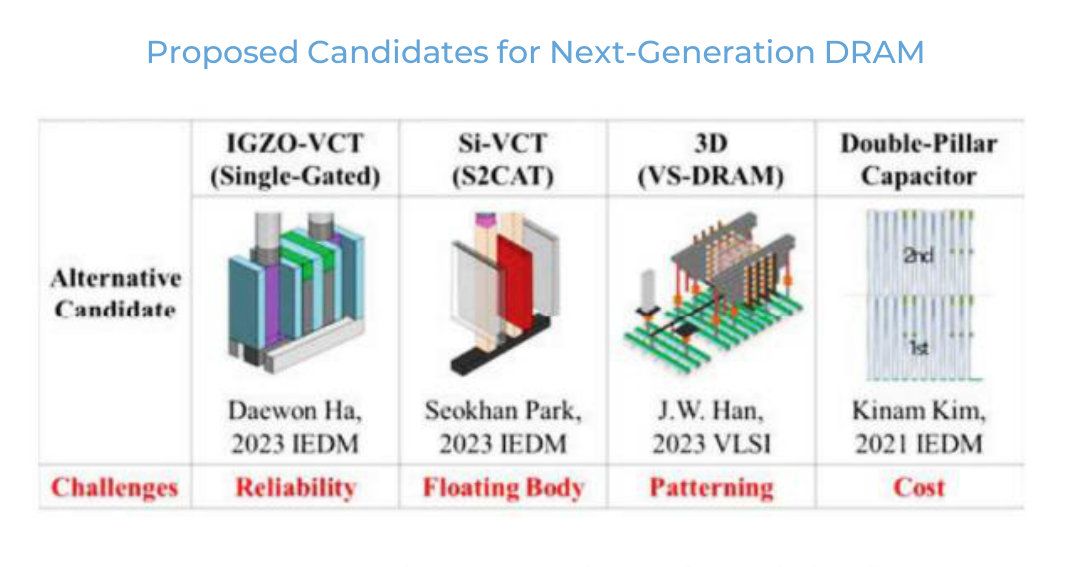 Proposed Candidates for Next-Generation DRAM
IGZO-VCT
(Single-Gated)
Si-VCT
(S2CAT)
3D
(VS-DRAM)
Double-Pillar
Capacitor
Alternative
Candidate
2nd
1st
Daewon Ha,
2023 IEDM
Seokhan Park,
2023 IEDM
J.W. Han,
2023 VLSI
Kinam Kim,
2021 IEDM
Challenges
Reliability
Floating Body
Patterning
Cost